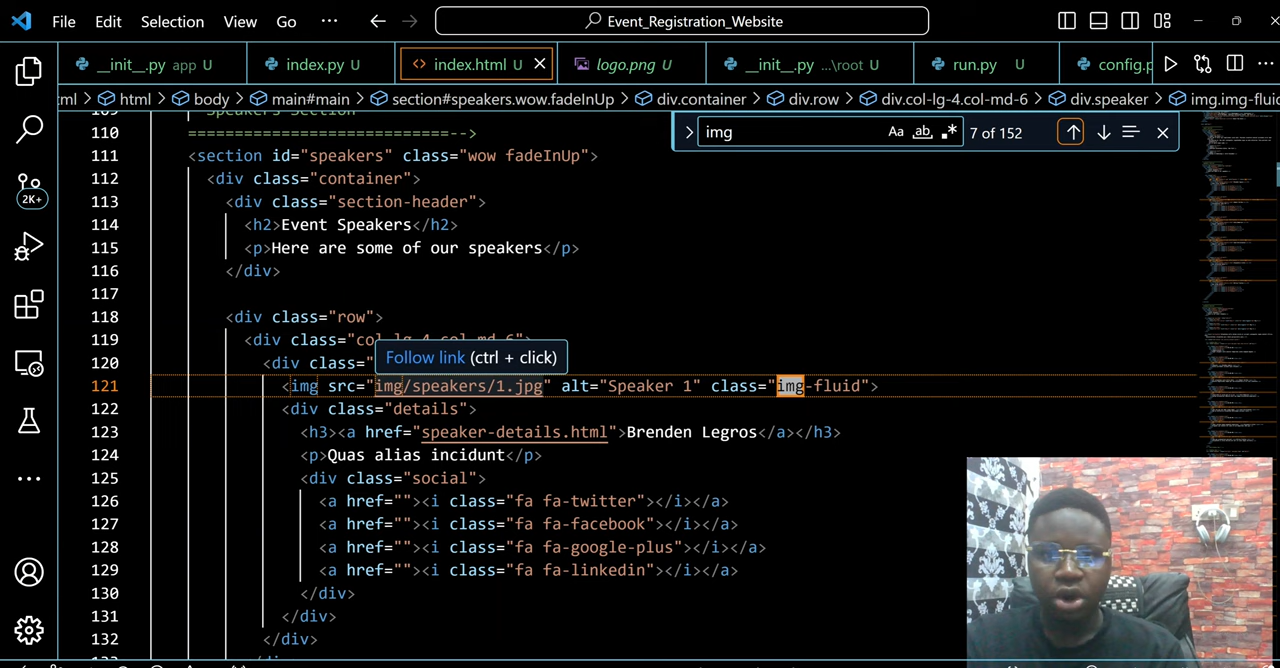 File Edit Selection View Go ··· Event_Registration_Website
__init__.py app U index.py U index.html U logo.png U __init__.py ...\root U run.py U config.p
html > body > main#main > section#speakers.wow.fadeInUp > div.container > div.row > div.col-lg-4.col-md-6 > div.speaker > img.img-fluid
img Aa ab 7 of 152
2K+
110 ============================-->
111 <section id="speakers" class="wow fadeInUp">
112 <div class="container">
113 <div class="section-header">
114 <h2>Event Speakers</h2>
115 <p>Here are some of our speakers</p>
116 </div>
117
118 <div class="row">
119 <div class="col-lg-4 col-md-6">
120 <div class="
Follow link (ctrl + click)
121 <img src="img/speakers/1.jpg" alt="Speaker 1" class="img-fluid">
122 <div class="details">
123 <h3><a href="speaker-details.html">Brenden Legros</a></h3>
124 <p>Quas alias incidunt</p>
125 <div class="social">
126 <a href=""><i class="fa fa-twitter"></i></a>
127 <a href=""><i class="fa fa-facebook"></i></a>
128 <a href=""><i class="fa fa-google-plus"></i></a>
129 <a href=""><i class="fa fa-linkedin"></i></a>
130 </div>
131 </div>
132 </div>